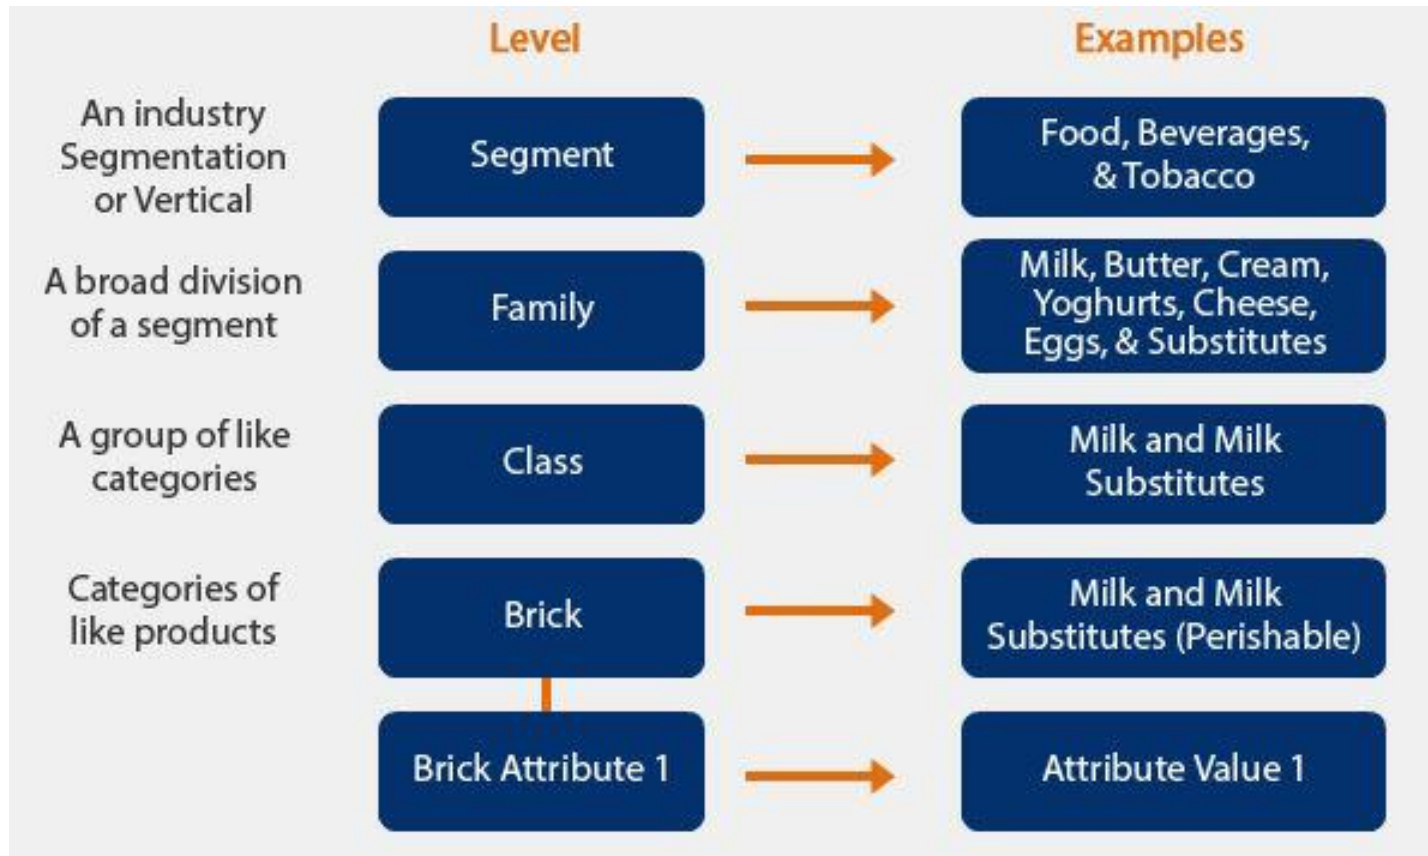 Level
Examples
An industry
Segmentation
or Vertical
Segment
Food, Beverages,
& Tobacco
A broad division
of a segment
Family
Milk, Butter, Cream,
Yoghurts, Cheese,
Eggs, & Substitutes
A group of like
categories
Class
Milk and Milk
Substitutes
Categories of
like products
Brick
Milk and Milk
Substitutes (Perishable)
Brick Attribute 1
Attribute Value 1